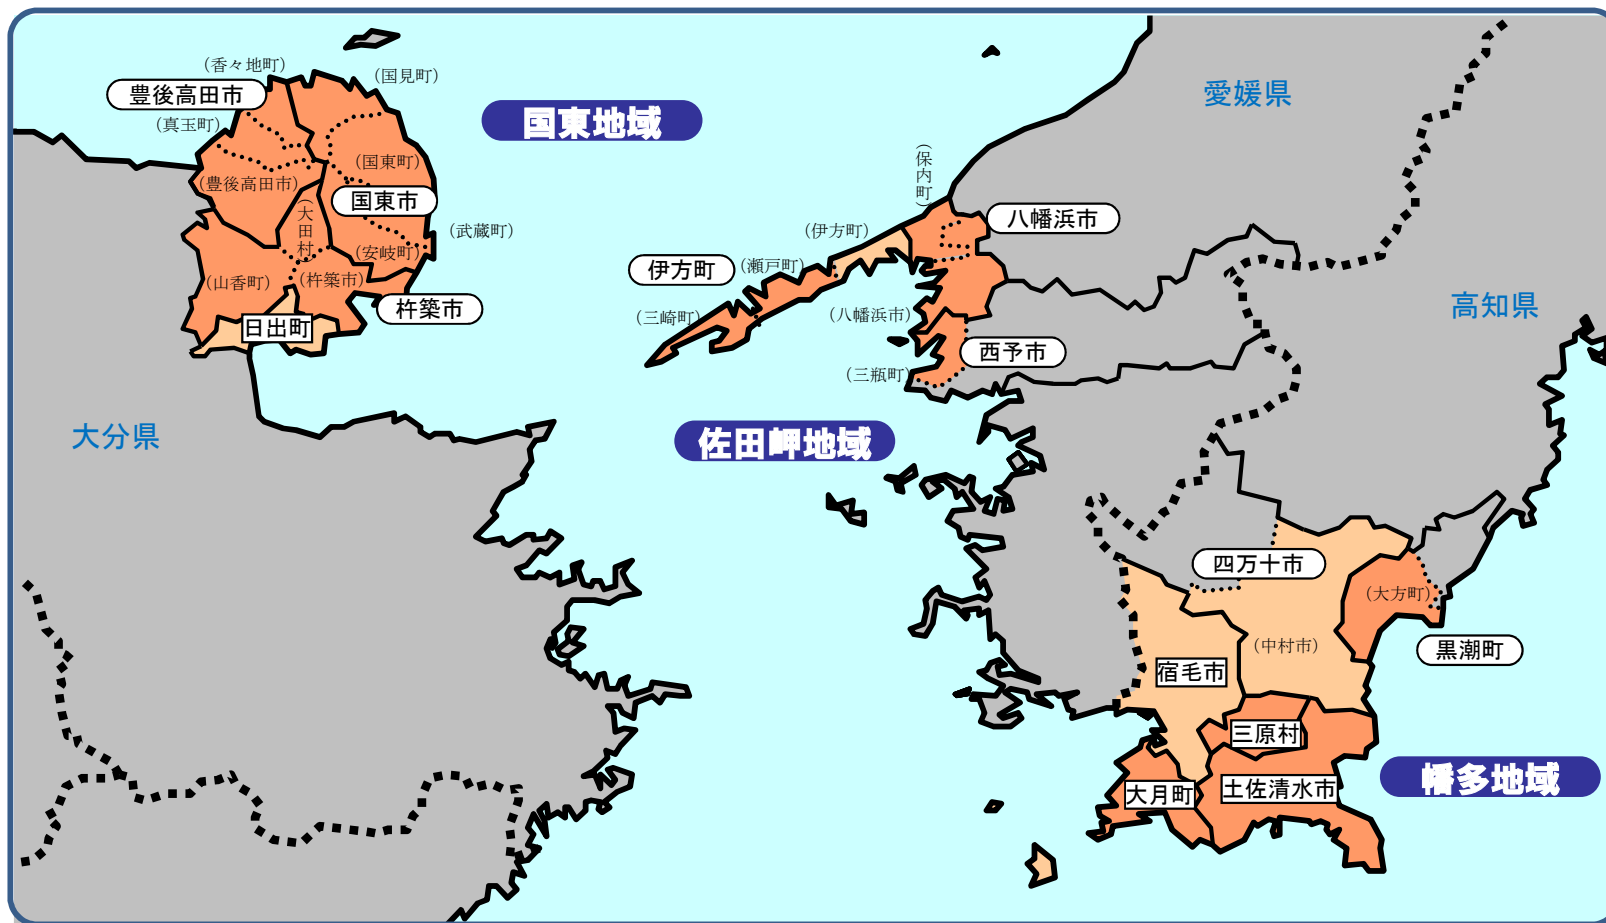 (香々地町)
(国見町)
豊後高田市
愛媛県
国東地域
(真玉町)
(保内町)
(国東町)
(豊後高田市)
国東市
(大田村)
八幡浜市
(武蔵町)
(伊方町)
(安岐町)
伊方町
(瀬戸町)
(山香町)
(杵築市)
杵築市
高知県
(三崎町)
(八幡浜市)
日出町
西予市
(三瓶町)
大分県
佐田岬地域
四万十市
(大方町)
(中村市)
黒潮町
宿毛市
三原村
幡多地域
大月町
土佐清水市